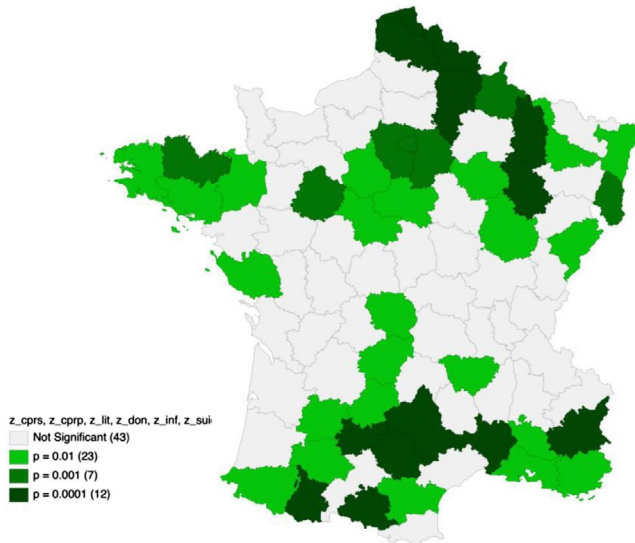 z_cprs, z_cprp, z_lit, z_don, z_inf, z_sui
Not Significant (43)
p = 0.01 (23)
p = 0.001 (7)
p = 0.0001 (12)